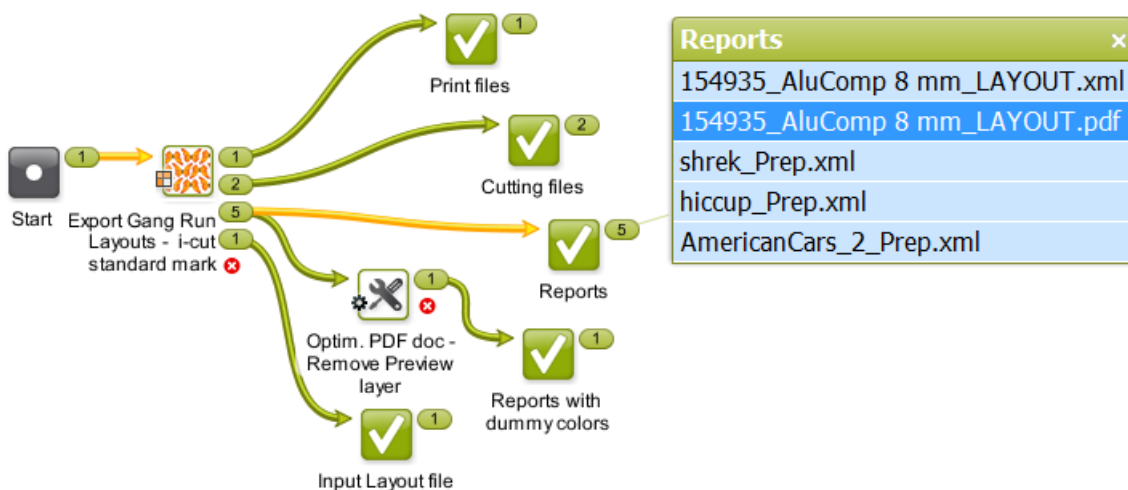 1
Print files
Reports
×
154935_AluComp 8 mm_LAYOUT.xml
154935_AluComp 8 mm_LAYOUT.pdf
shrek_Prep.xml
hiccup_Prep.xml
AmericanCars_2_Prep.xml
2
Cutting files
1
Start
1
2
5
1
Export Gang Run
Layouts - i-cut
standard mark
5
Reports
1
Optim. PDF doc -
Remove Preview
layer
1
Reports with
dummy colors
1
Input Layout file